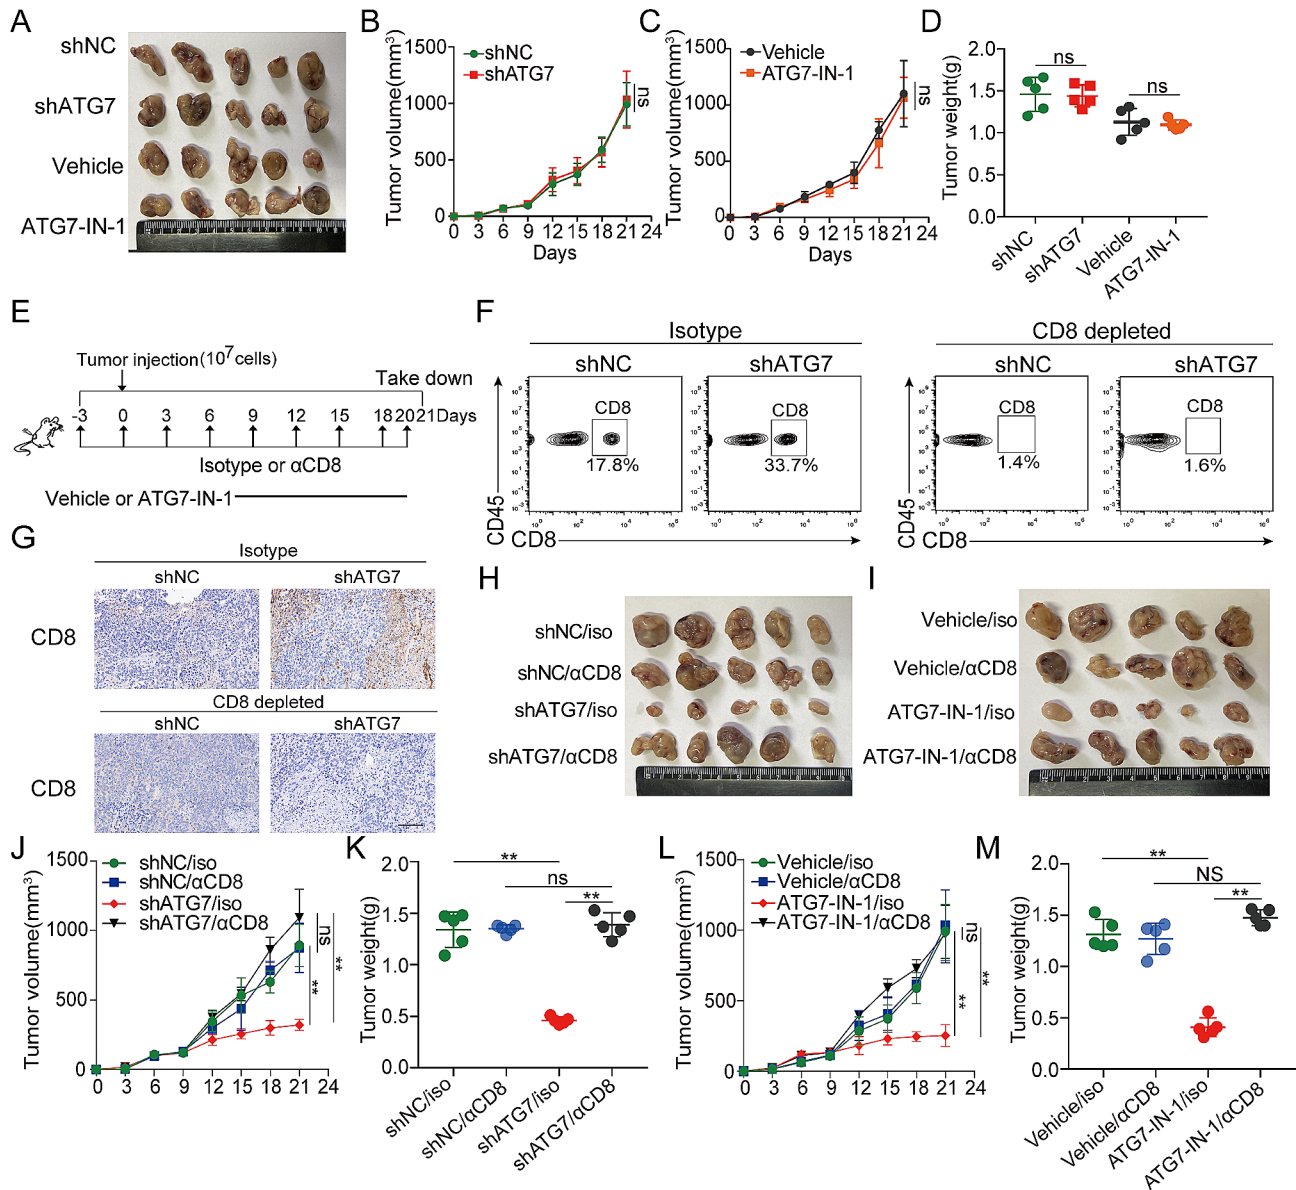 A
shNC
shATG7
Vehicle
ATG7-IN-1
B
Tumor volume(mm³)
1500
1000
500
0
shNC
shATG7
ns
0 3 6 9 12 15 18 21 24
Days
C
Tumor volume(mm³)
1500
1000
500
0
Vehicle
ATG7-IN-1
ns
0 3 6 9 12 15 18 21 24
Days
D
Tumor weight(g)
2.0
1.5
1.0
0.5
0.0
ns
ns
shNC
shATG7
Vehicle
ATG7-IN-1
E
Tumor injection(10⁷cells)
Take down
-3 0 3 6 9 12 15 18 20 21Days
Isotype or αCD8
Vehicle or ATG7-IN-1
F
Isotype
shNC
shATG7
CD8
17.8%
CD8
33.7%
CD45
CD8
CD8 depleted
shNC
shATG7
CD8
1.4%
CD8
1.6%
CD45
CD8
G
Isotype
shNC
shATG7
CD8
CD8 depleted
shNC
shATG7
CD8
H
shNC/iso
shNC/αCD8
shATG7/iso
shATG7/αCD8
I
Vehicle/iso
Vehicle/αCD8
ATG7-IN-1/iso
ATG7-IN-1/αCD8
J
Tumor volume(mm³)
1500
1000
500
0
shNC/iso
shNC/αCD8
shATG7/iso
shATG7/αCD8
ns
**
**
0 3 6 9 12 15 18 21 24
K
Tumor weight(g)
2.0
1.5
1.0
0.5
0.0
**
ns
**
shNC/iso
shNC/αCD8
shATG7/iso
shATG7/αCD8
L
Tumor volume(mm³)
1500
1000
500
0
Vehicle/iso
Vehicle/αCD8
ATG7-IN-1/iso
ATG7-IN-1/αCD8
ns
**
**
0 3 6 9 12 15 18 21 24
M
Tumor weight(g)
2.0
1.5
1.0
0.5
0.0
**
NS
**
Vehicle/iso
Vehicle/αCD8
ATG7-IN-1/iso
ATG7-IN-1/αCD8